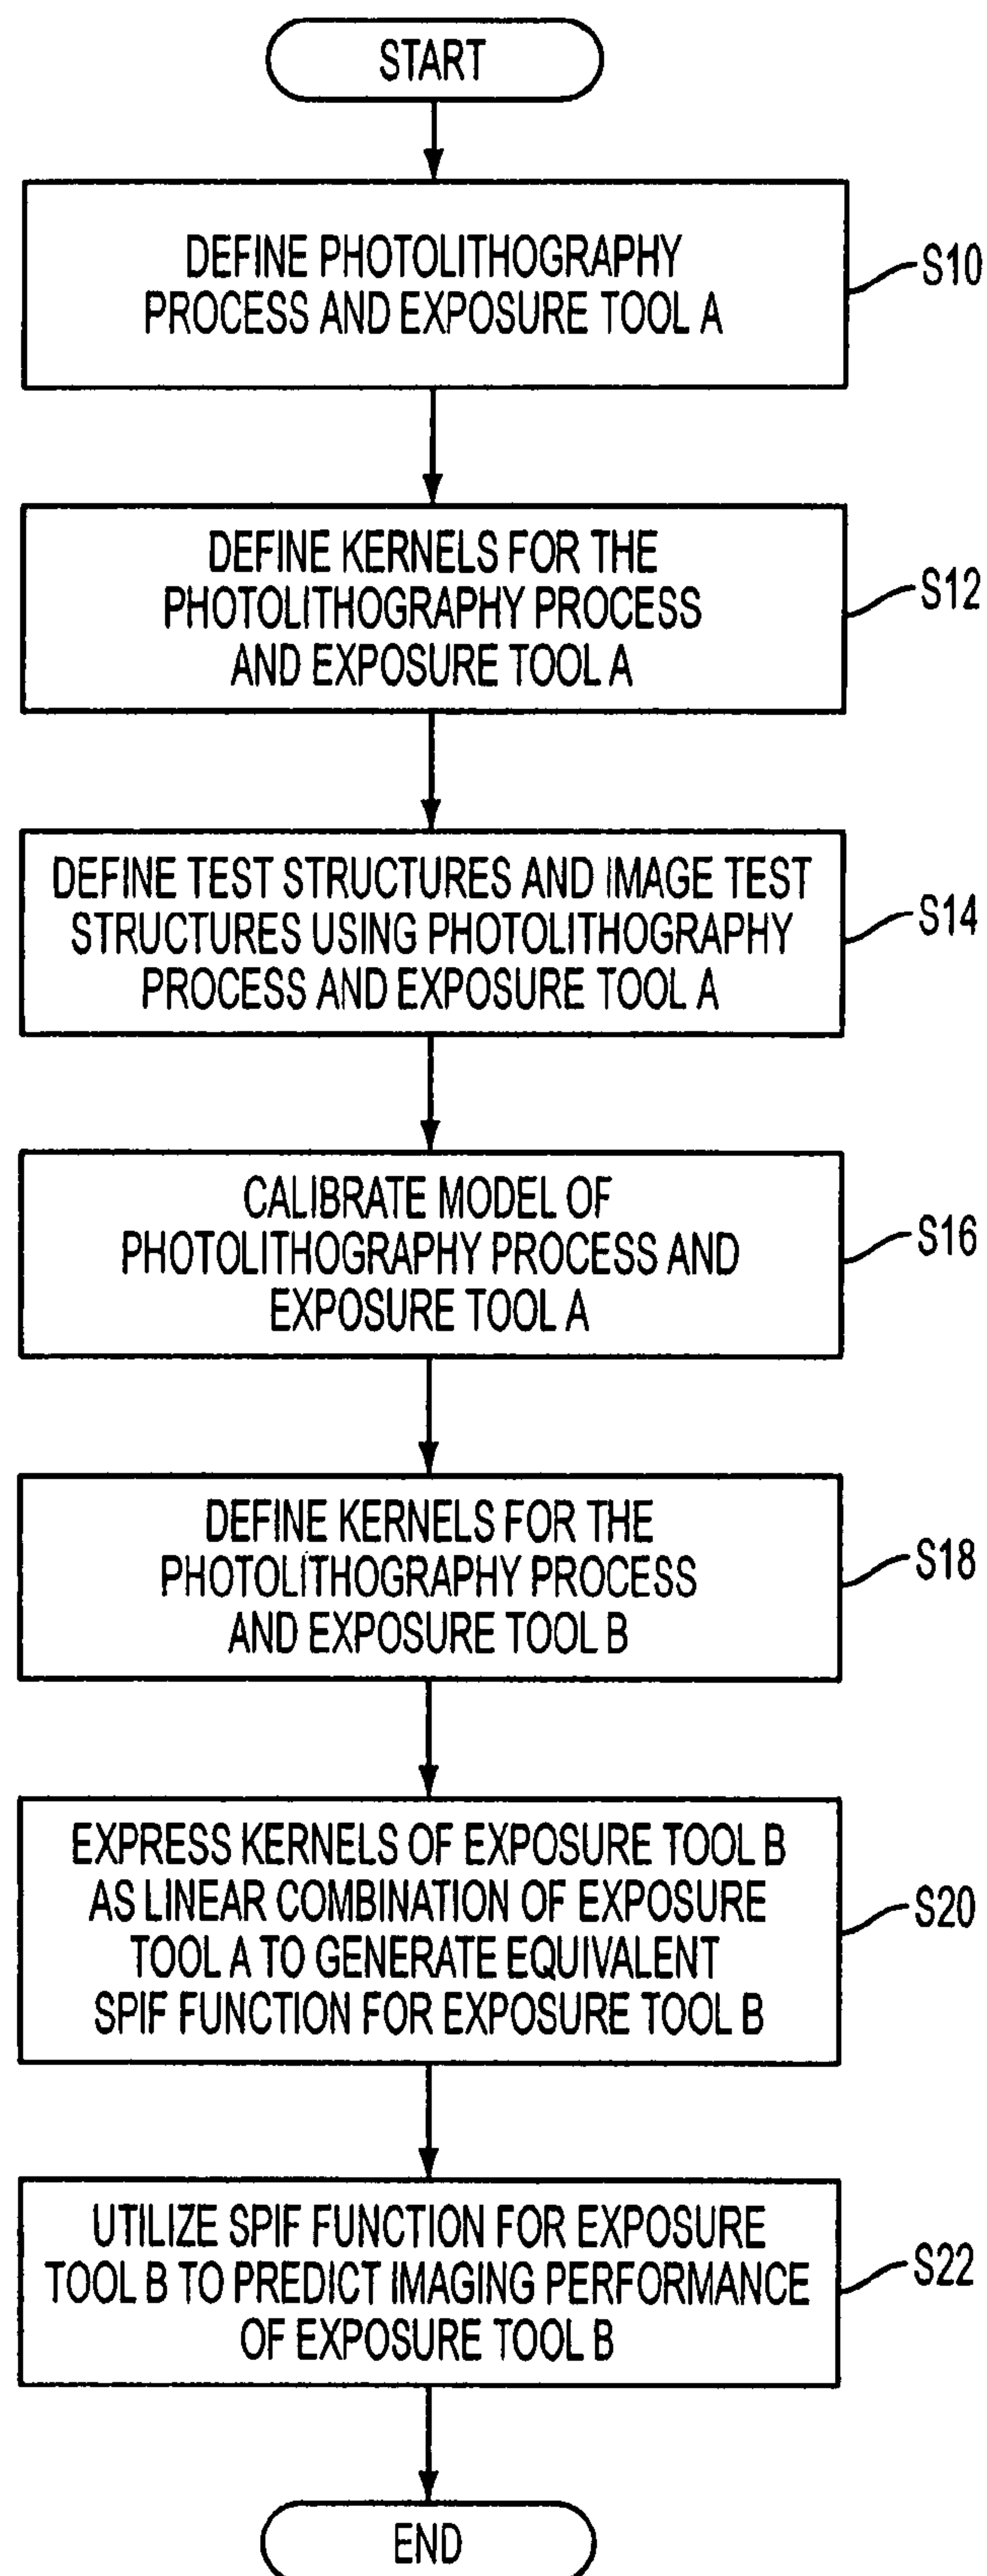 START
DEFINE PHOTOLITHOGRAPHY
PROCESS AND EXPOSURE TOOL A
S10
DEFINE KERNELS FOR THE
PHOTOLITHOGRAPHY PROCESS
AND EXPOSURE TOOL A
S12
DEFINE TEST STRUCTURES AND IMAGE TEST
STRUCTURES USING PHOTOLITHOGRAPHY
PROCESS AND EXPOSURE TOOL A
S14
CALIBRATE MODEL OF
PHOTOLITHOGRAPHY PROCESS AND
EXPOSURE TOOL A
S16
DEFINE KERNELS FOR THE
PHOTOLITHOGRAPHY PROCESS
AND EXPOSURE TOOL B
S18
EXPRESS KERNELS OF EXPOSURE TOOL B
AS LINEAR COMBINATION OF EXPOSURE
TOOL A TO GENERATE EQUIVALENT
SPIF FUNCTION FOR EXPOSURE TOOL B
S20
UTILIZE SPIF FUNCTION FOR EXPOSURE
TOOL B TO PREDICT IMAGING PERFORMANCE
OF EXPOSURE TOOL B
S22
END